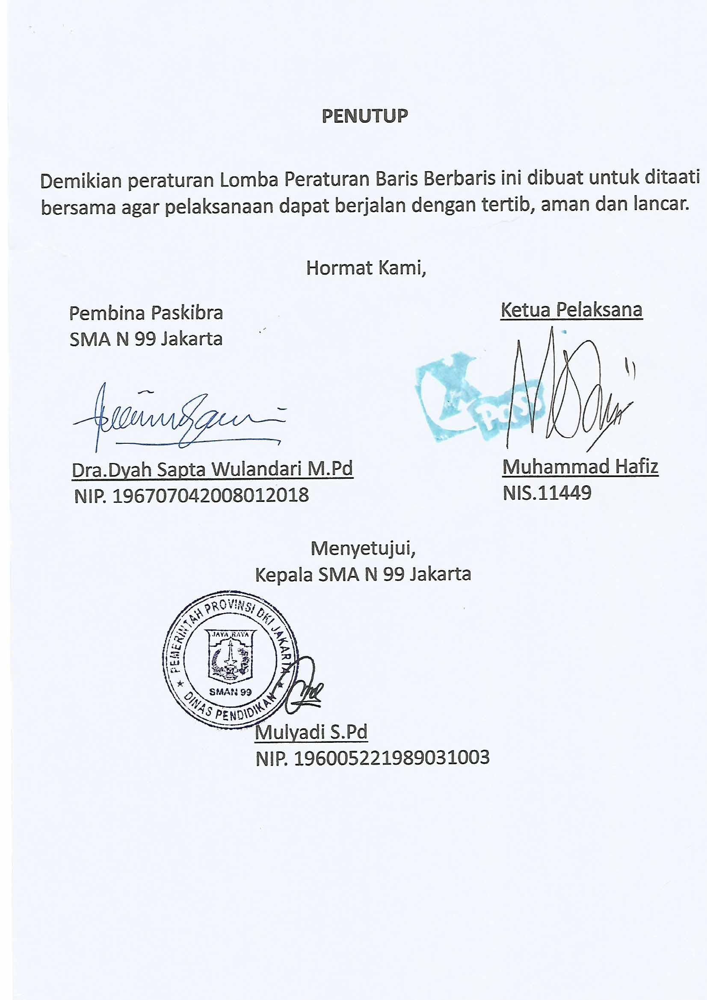 PENUTUP
Demikian peraturan Lomba Peraturan Baris Berbaris ini dibuat untuk ditaati
bersama agar pelaksanaan dapat berjalan dengan tertib, aman dan lancar.
Hormat Kami,
Pembina Paskibra
SMA N 99 Jakarta
Ketua Pelaksana
Pass
Dra.Dyah Sapta Wulandari M.Pd
NIP. 196707042008012018
Muhammad Hafiz
NIS.11449
Menyetujui,
Kepala SMA N 99 Jakarta
PEMERINTAH PROVINSI DKI JAKARTA
JAYA RAYA
SMAN 99
DINAS PENDIDIKAN
Mulyadi S.Pd
NIP. 196005221989031003